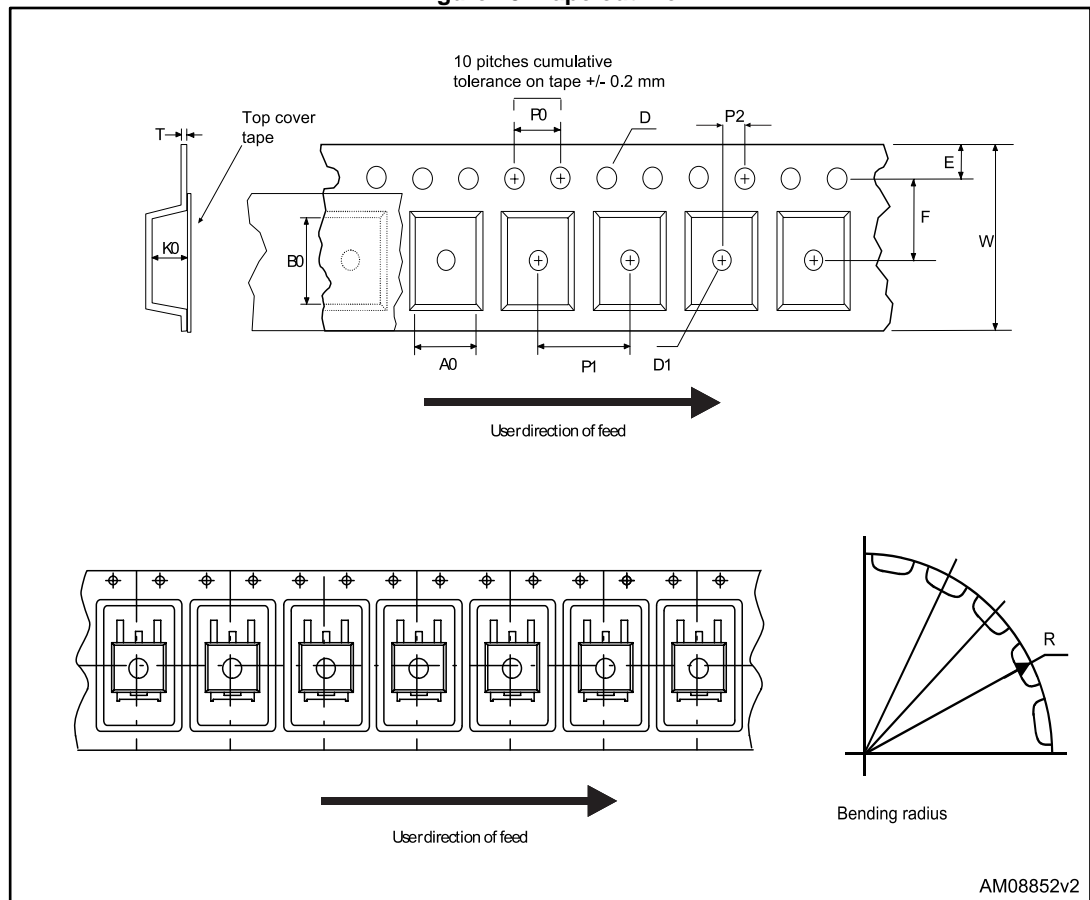 10 pitches cumulative
tolerance on tape +/- 0.2 mm
Top cover
tape
T
P0
D
P2
E
F
W
K0
B0
A0
P1
D1
User direction of feed
R
Bending radius
User direction of feed
AM08852v2